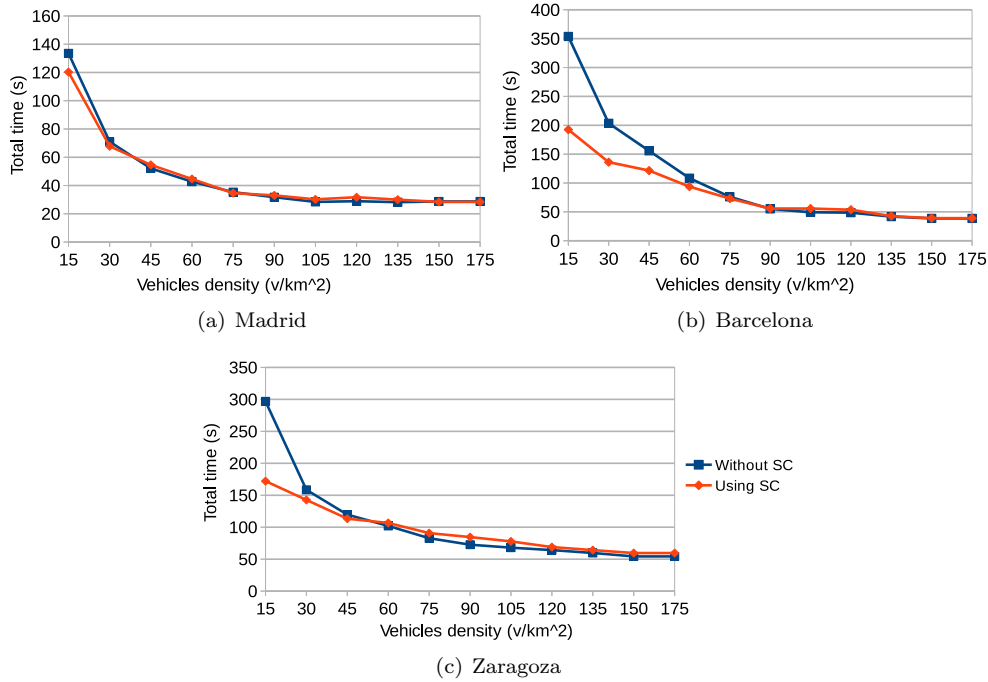 160
140
120
100
80
60
40
20
0
Total time (s)
15 30 45 60 75 90 105 120 135 150 175
Vehicles density (v/km^2)
(a) Madrid
400
350
300
250
200
150
100
50
0
Total time (s)
15 30 45 60 75 90 105 120 135 150 175
Vehicles density (v/km^2)
(b) Barcelona
350
300
250
200
150
100
50
0
Total time (s)
15 30 45 60 75 90 105 120 135 150 175
Vehicles density (v/km^2)
Without SC
Using SC
(c) Zaragoza